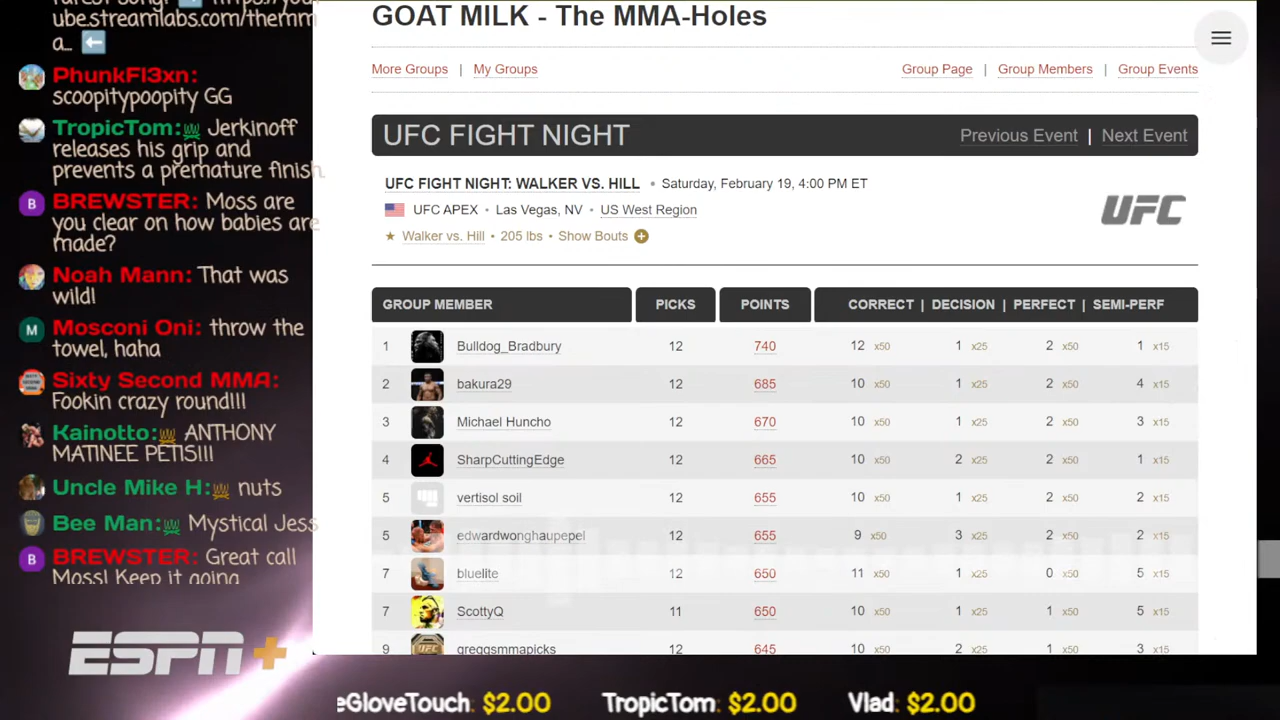 ube.streamlabs.com/themm
a... ⬅️
PhunkFl3xn:
scoopitypoopity GG
TropicTom: Jerkinoff
releases his grip and
prevents a premature finish.
BREWSTER: Moss are
you clear on how babies are
made?
Noah Mann: That was
wild!
Mosconi Oni: throw the
towel, haha
Sixty Second MMA:
Fookin crazy round!!!
Kainotto: ANTHONY
MATINEE PETIS!!!
Uncle Mike H: nuts
Bee Man: Mystical Jess
BREWSTER: Great call
Moss! Keep it going
ESPN+
GOAT MILK - The MMA-Holes
More Groups | My Groups
Group Page | Group Members | Group Events
UFC FIGHT NIGHT
Previous Event | Next Event
UFC FIGHT NIGHT: WALKER VS. HILL • Saturday, February 19, 4:00 PM ET
UFC APEX • Las Vegas, NV • US West Region
★ Walker vs. Hill • 205 lbs • Show Bouts +
UFC
GROUP MEMBER PICKS POINTS CORRECT | DECISION | PERFECT | SEMI-PERF
1 Bulldog_Bradbury 12 740 12 x50 1 x25 2 x50 1 x15
2 bakura29 12 685 10 x50 1 x25 2 x50 4 x15
3 Michael Huncho 12 670 10 x50 1 x25 2 x50 3 x15
4 SharpCuttingEdge 12 665 10 x50 2 x25 2 x50 1 x15
5 vertisol soil 12 655 10 x50 1 x25 2 x50 2 x15
5 edwardwonghaupepel 12 655 9 x50 3 x25 2 x50 2 x15
7 bluelite 12 650 11 x50 1 x25 0 x50 5 x15
7 ScottyQ 11 650 10 x50 1 x25 1 x50 5 x15
9 greggsmmapicks 12 645 10 x50 2 x25 1 x50 3 x15
eGloveTouch: $2.00 TropicTom: $2.00 Vlad: $2.00